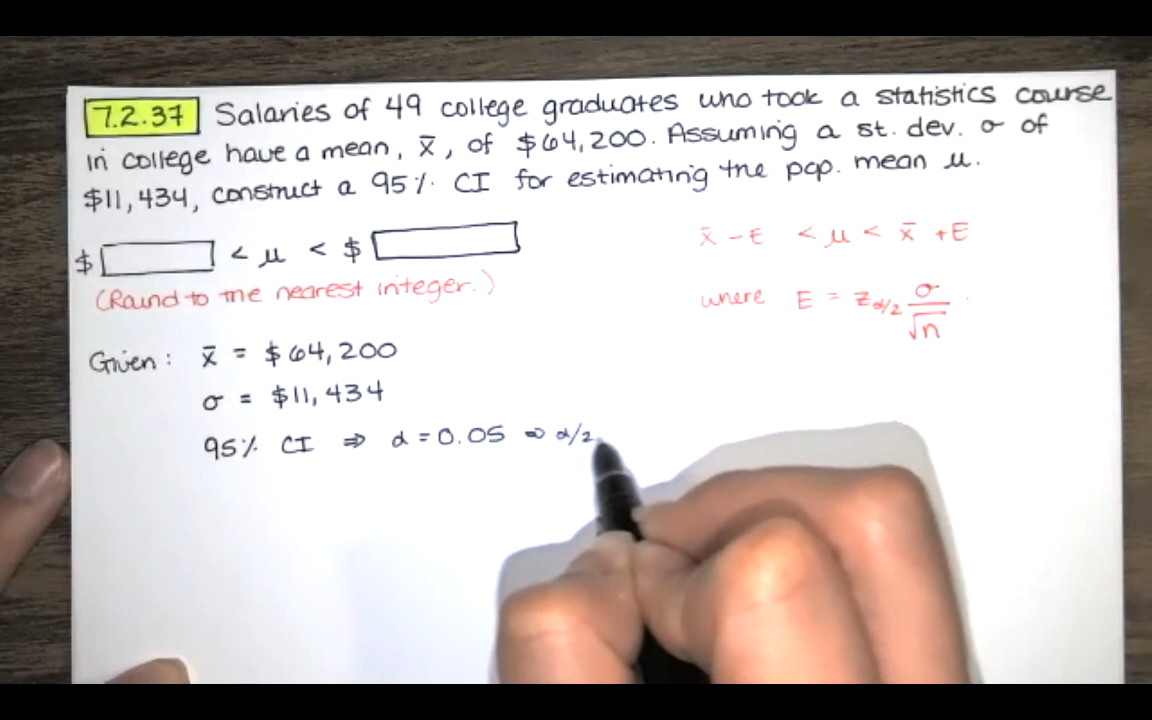 7.2.37 Salaries of 49 college graduates who took a statistics course
in college have a mean, x̄, of $64,200. Assuming a st. dev. σ of
$11,434, construct a 95% CI for estimating the pop. mean μ.
$ < μ < $
x̄ - E < μ < x̄ + E
(Round to the nearest integer.)
where E = z α/2 σ/√n
Given: x̄ = $64,200
σ = $11,434
95% CI ⇒ α = 0.05 ⇒ α/2